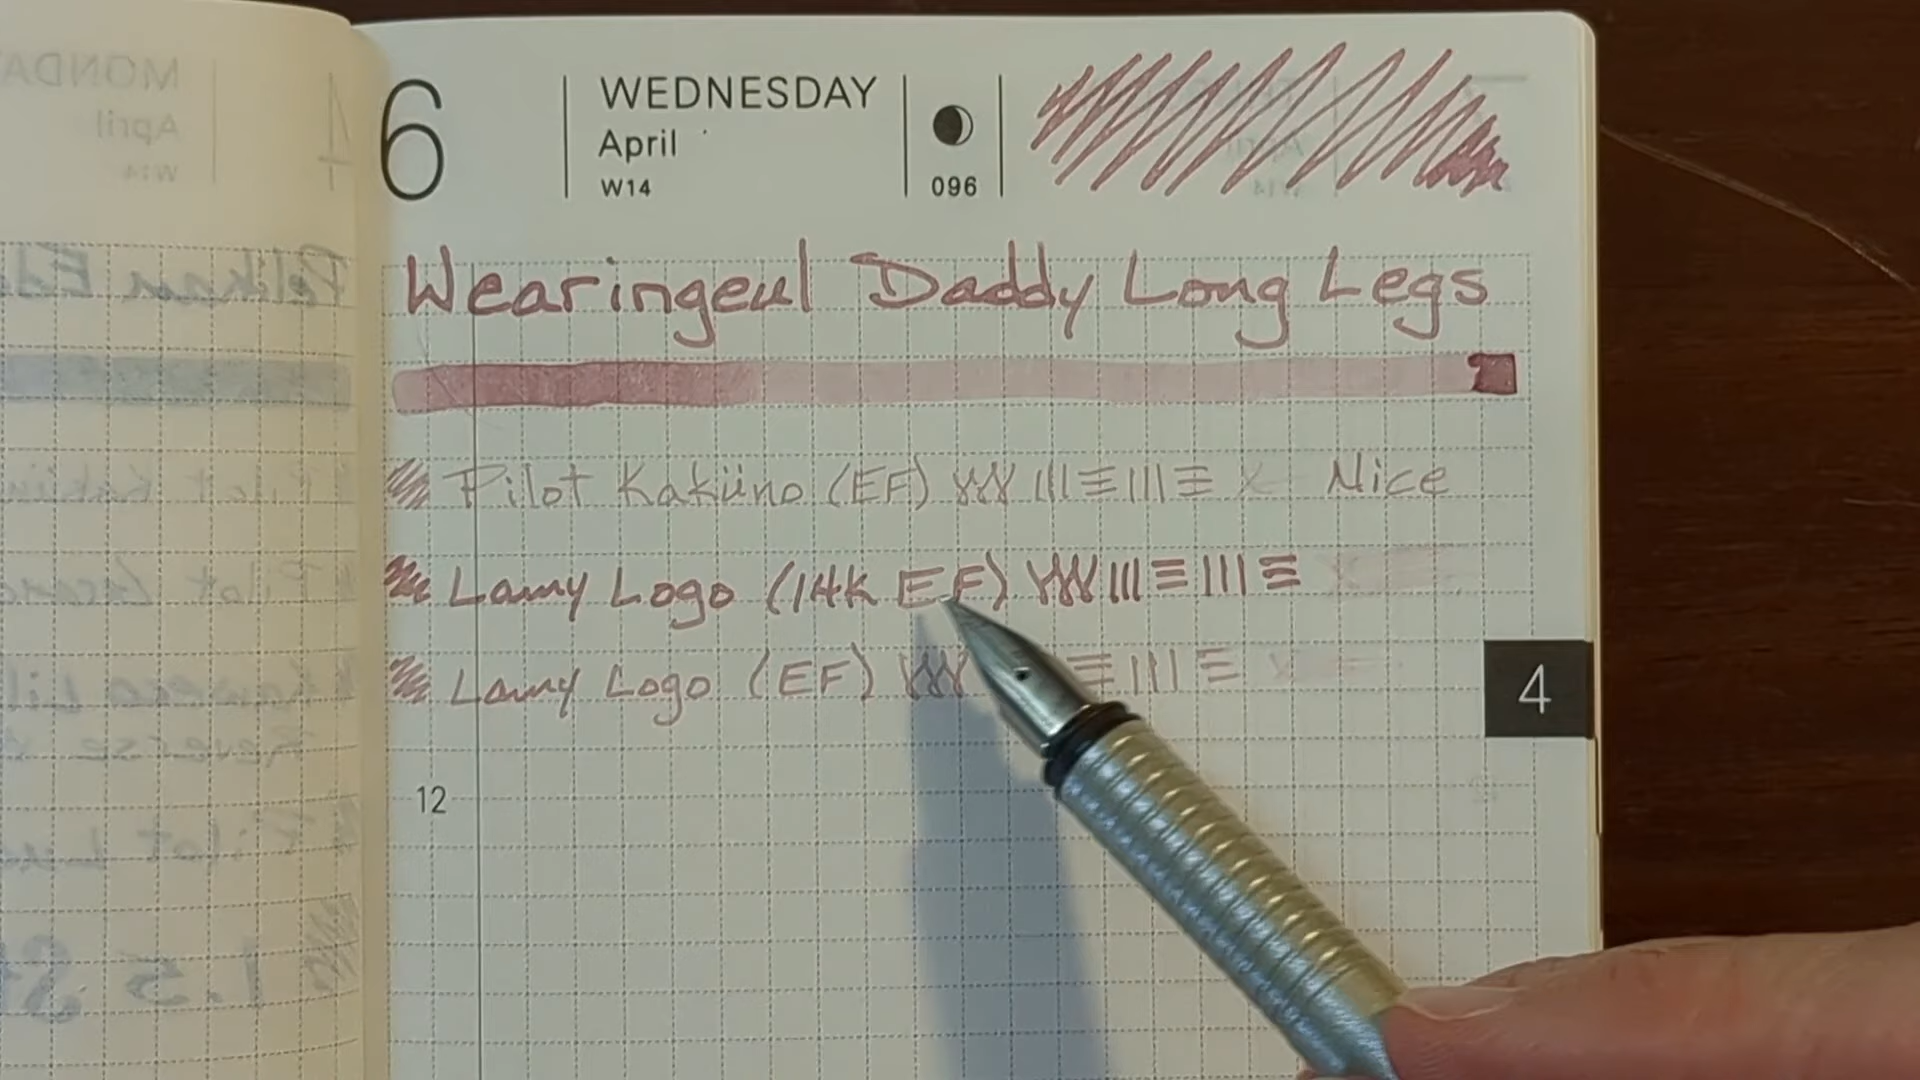 6 WEDNESDAY
April
W14 096
Wearingeul Daddy Long Legs
Pilot Kaküno (EF) Nice
Lamy Logo (14K EF)
Lamy Logo (EF)
4
12